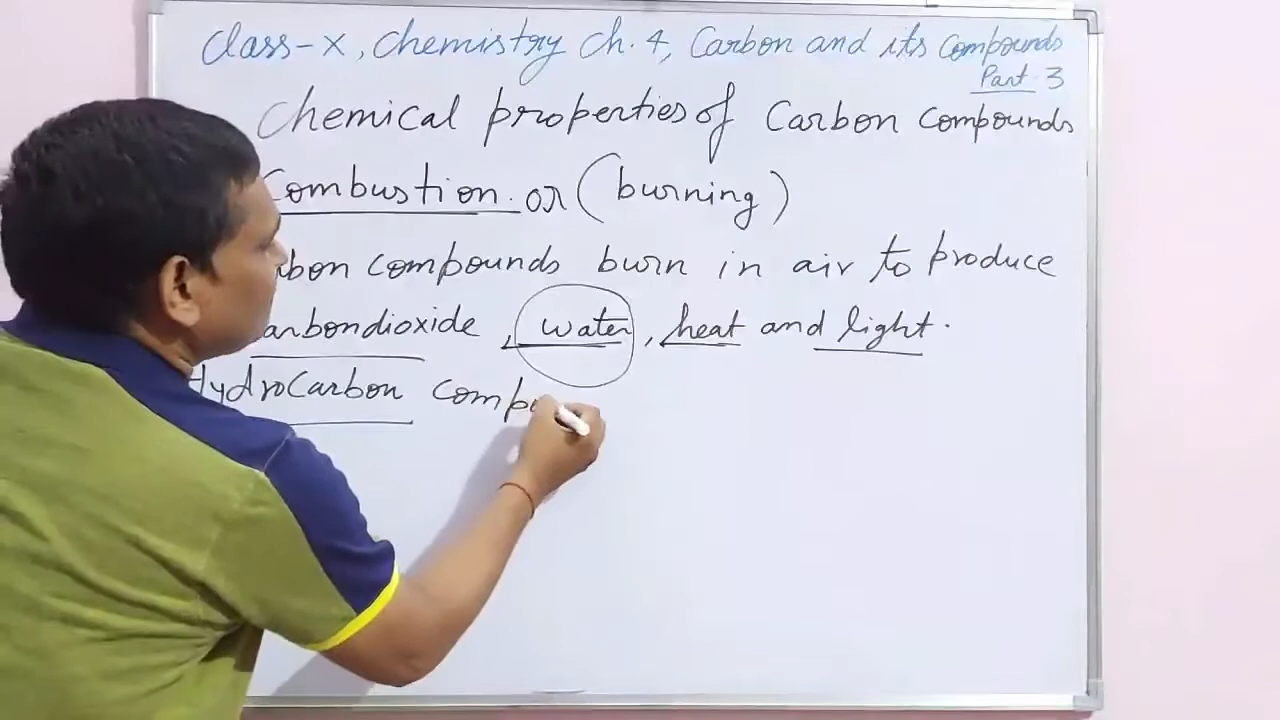 Class-X, Chemistry Ch. 4, Carbon and its Compounds
Part 3
Chemical properties of Carbon Compounds
Combustion. or (burning)
bon compounds burn in air to produce
arbondioxide, water, heat and light.
HydroCarbon comp